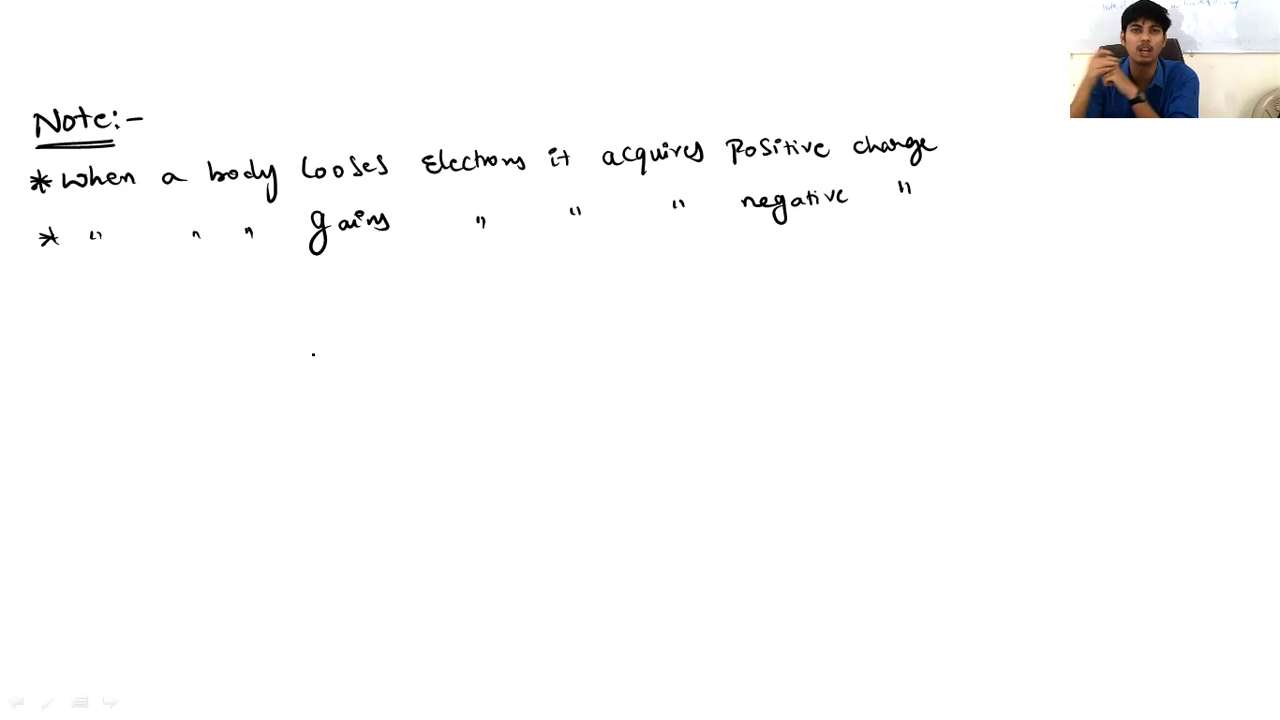 Note:-
* When a body looses Electrons it acquires Positive charge
* " " " gains " " " negative "